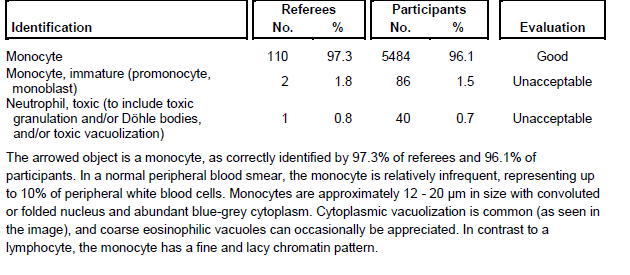 Referees Participants
Identification No. % No. % Evaluation
Monocyte 110 97.3 5484 96.1 Good
Monocyte, immature (promonocyte, monoblast) 2 1.8 86 1.5 Unacceptable
Neutrophil, toxic (to include toxic granulation and/or Döhle bodies, and/or toxic vacuolization) 1 0.8 40 0.7 Unacceptable
The arrowed object is a monocyte, as correctly identified by 97.3% of referees and 96.1% of
participants. In a normal peripheral blood smear, the monocyte is relatively infrequent, representing up
to 10% of peripheral white blood cells. Monocytes are approximately 12 - 20 µm in size with convoluted
or folded nucleus and abundant blue-grey cytoplasm. Cytoplasmic vacuolization is common (as seen in
the image), and coarse eosinophilic vacuoles can occasionally be appreciated. In contrast to a
lymphocyte, the monocyte has a fine and lacy chromatin pattern.